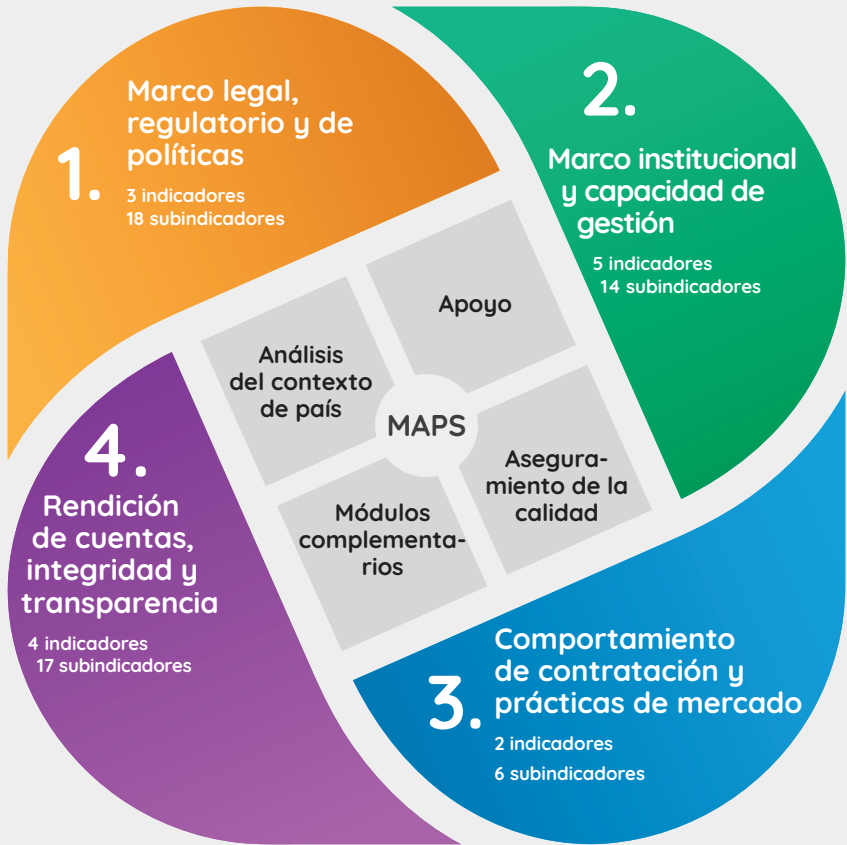 1.
Marco legal,
regulatorio y de
políticas
3 indicadores
18 subindicadores
2.
Marco institucional
y capacidad de
gestión
5 indicadores
14 subindicadores
Apoyo
Análisis
del contexto
de país
MAPS
Asegura-
miento de la
calidad
Módulos
complementa-
rios
4.
Rendición
de cuentas,
integridad y
transparencia
4 indicadores
17 subindicadores
3.
Comportamiento
de contratación y
prácticas de mercado
2 indicadores
6 subindicadores